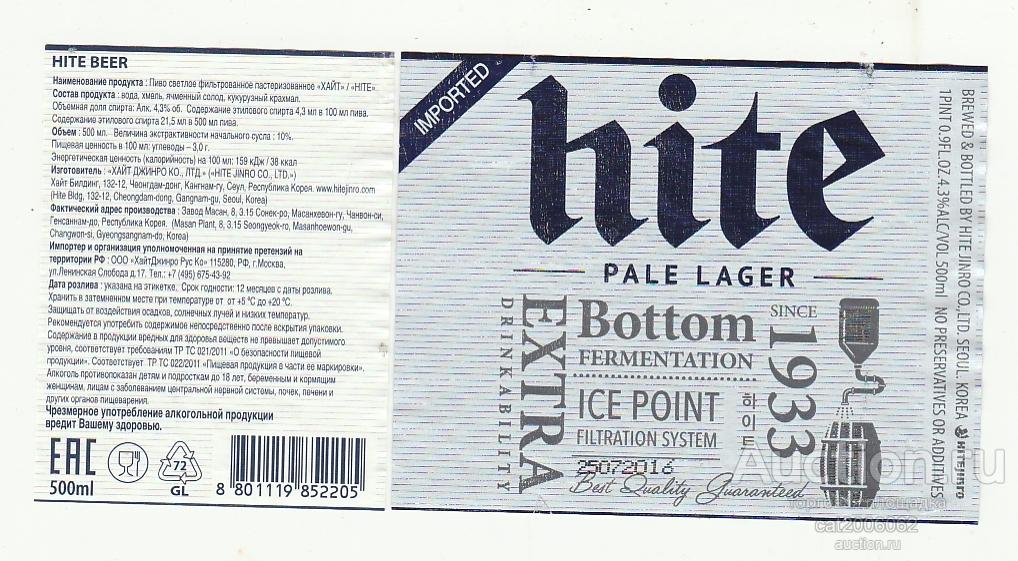 HITE BEER
Наименование продукта : Пиво светлое фильтрованное пастеризованное «ХАЙТ» / «HITE»
Состав продукта : вода, хмель, ячменный солод, кукурузный крахмал.
Объемная доля спирта: Алк. 4,3% об. Содержание этилового спирта 4,3 мл в 100 мл пива.
Содержание этилового спирта 21,5 мл в 500 мл пива.
Объем : 500 мл. Величина экстрактивности начального сусла : 10%.
Пищевая ценность в 100 мл: углеводы – 3,0 г.
Энергетическая ценность (калорийность) на 100 мл: 159 кДж / 38 ккал
Изготовитель : «ХАЙТ ДЖИНРО КО., ЛТД.» («HITE JINRO CO., LTD.»)
Хайт Билдинг, 132-12, Чеонгдам-донг, Кангнам-гу, Сеул, Республика Корея. www.hitejinro.com
(Hite Bldg, 132-12, Cheongdam-dong, Gangnam-gu, Seoul, Korea)
Фактический адрес производства : Завод Масан, 8, 3.15 Сонек-ро, Масанхевон-гу, Чанвон-си,
Генсаннам-до, Республика Корея. (Masan Plant, 8, 3.15 Soongyeok-ro, Masanhoewon-gu,
Changwon-si, Gyeongsangnam-do, Korea)
Импортер и организация уполномоченная на принятие претензий на
территории РФ : ООО «ХайтДжинро Рус Ко» 115280, РФ, г.Москва,
ул.Ленинская Слобода д.17. Тел.: +7 (495) 675-43-92
Дата розлива : указана на этикетке. Срок годности: 12 месяцев с даты розлива.
Хранить в затемненном месте при температуре от от +5 °С до +20 °С.
Защищать от воздействия осадков, солнечных лучей и низких температур.
Рекомендуется употребить содержимое непосредственно после вскрытия упаковки.
Содержание в продукции вредных для здоровья веществ не превышает допустимого
уровня, соответствует требованиям ТР ТС 021/2011 «О безопасности пищевой
продукции». Соответствует ТР ТС 022/2011 «Пищевая продукция в части ее маркировки».
Алкоголь противопоказан детям и подросткам до 18 лет, беременным и кормящим
женщинам, лицам с заболеванием центральной нервной системы, почек, печени и
других органов пищеварения.
Чрезмерное употребление алкогольной продукции
вредит Вашему здоровью.
EAC
500ml
72
GL
8 801119 852205
IMPORTED
hite
PALE LAGER
EXTRA
DRINKABILITY
Bottom
FERMENTATION
ICE POINT
FILTRATION SYSTEM
25072016
Best Quality Guaranteed
하이트
SINCE
1933
BREWED & BOTTLED BY HITE JINRO CO., LTD. SEOUL KOREA HITEJINRO
1PINT 0.9FL.OZ. 4.3%ALC/VOL 500ml NO PRESERVATIVES OR ADDITIVES
Auction.ru
торговая площадка
cat2006062
auction.ru